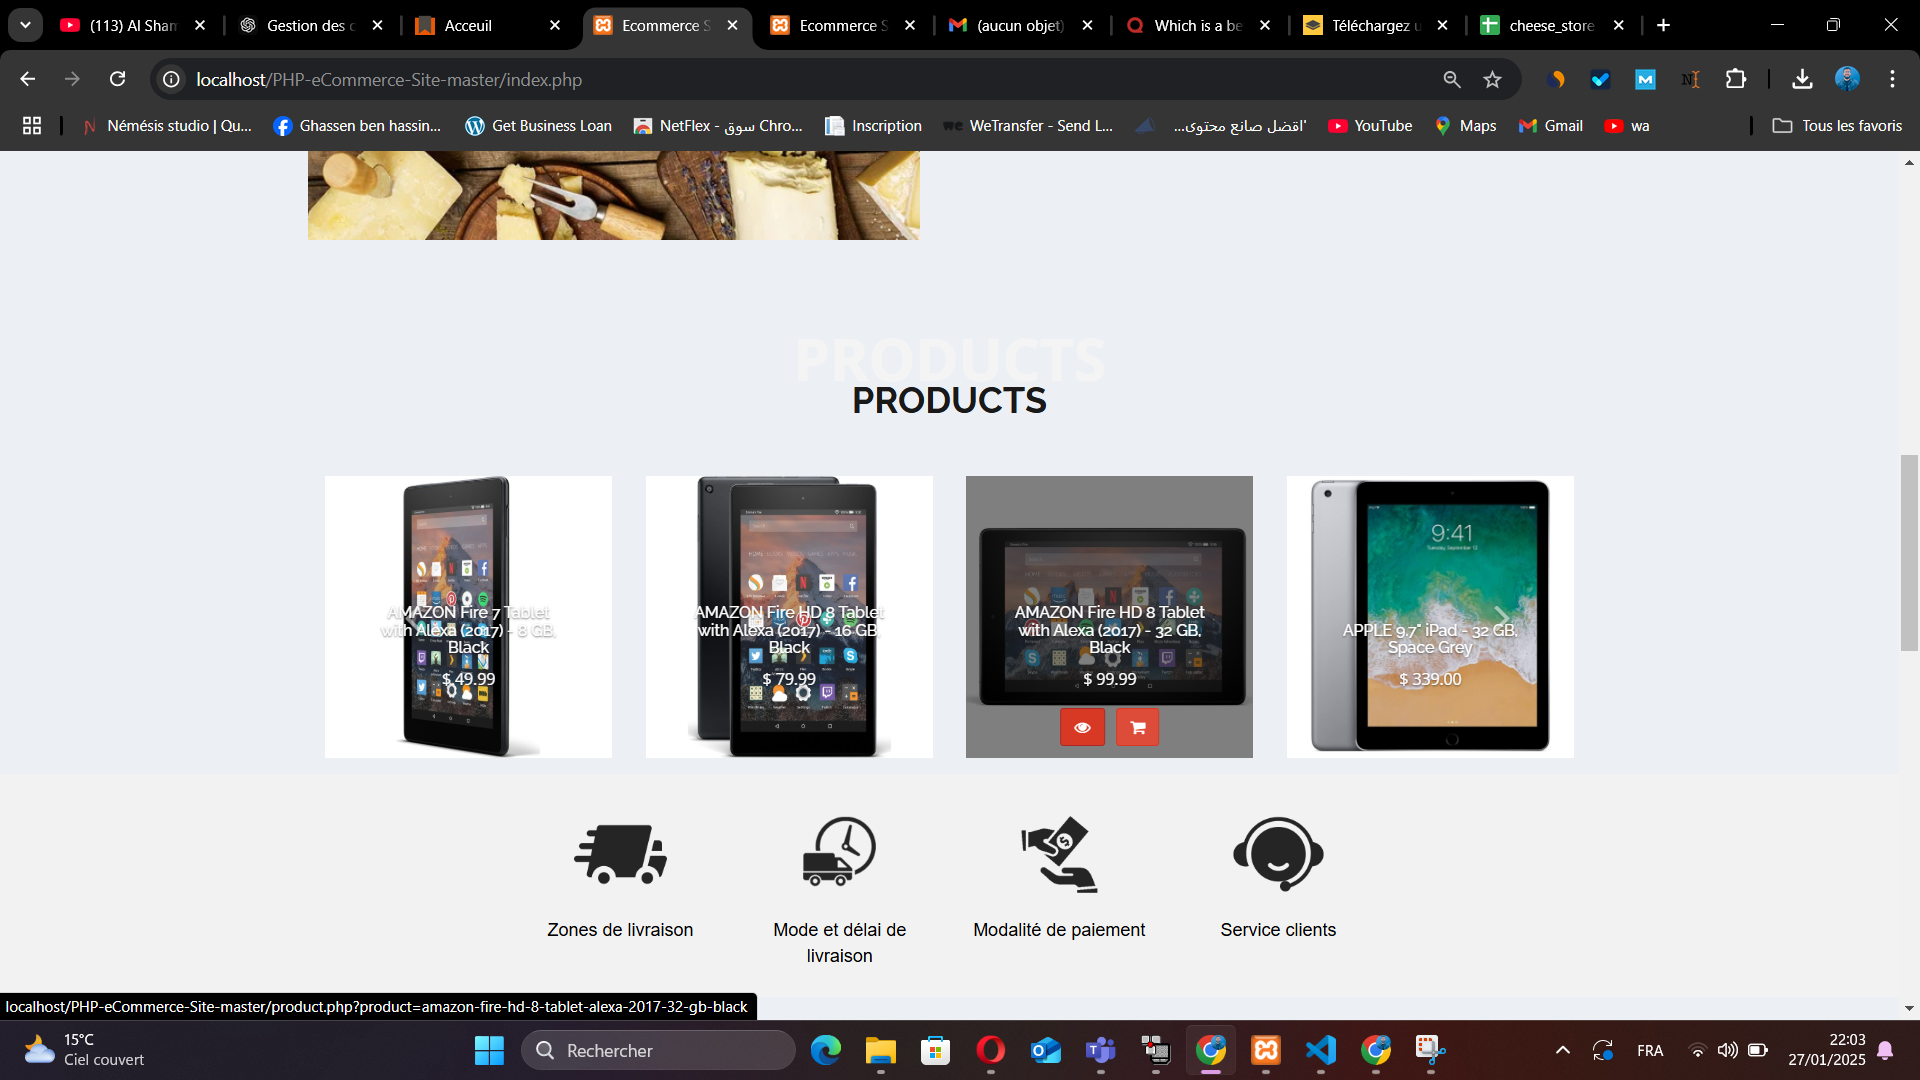 (113) Al Sham
Gestion des c
Acceuil
Ecommerce S
Ecommerce S
(aucun objet)
Which is a be
Téléchargez u
cheese_store
localhost/PHP-eCommerce-Site-master/index.php
Némésis studio | Qu...
Ghassen ben hassin...
Get Business Loan
NetFlex - سوق Chro...
Inscription
WeTransfer - Send L...
افضل صانع محتوى'...
YouTube
Maps
Gmail
wa
Tous les favoris
PRODUCTS
PRODUCTS
AMAZON Fire 7 Tablet
with Alexa (2017) - 8 GB,
Black
$ 49.99
AMAZON Fire HD 8 Tablet
with Alexa (2017) - 16 GB,
Black
$ 79.99
AMAZON Fire HD 8 Tablet
with Alexa (2017) - 32 GB,
Black
$ 99.99
9:41
APPLE 9.7" iPad - 32 GB,
Space Grey
$ 339.00
Zones de livraison
Mode et délai de
livraison
Modalité de paiement
Service clients
localhost/PHP-eCommerce-Site-master/product.php?product=amazon-fire-hd-8-tablet-alexa-2017-32-gb-black
15°C
Ciel couvert
Rechercher
FRA
22:03
27/01/2025